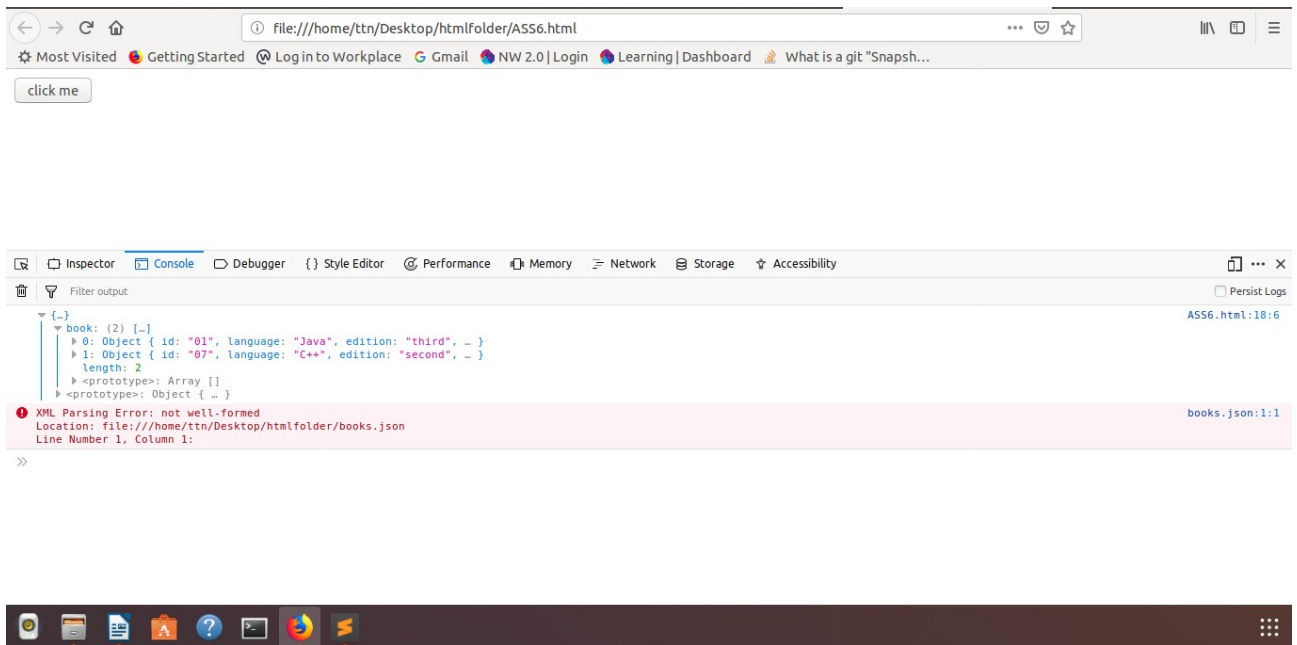 file:///home/ttn/Desktop/htmlfolder/ASS6.html
Most Visited Getting Started Log in to Workplace G Gmail NW 2.0 | Login Learning | Dashboard What is a git "Snapsh...
click me
Inspector Console Debugger {} Style Editor Performance Memory Network Storage Accessibility
Filter output Persist Logs
{…} ASS6.html:18:6
book: (2) […]
0: Object { id: "01", language: "Java", edition: "third", … }
1: Object { id: "07", language: "C++", edition: "second", … }
length: 2
<prototype>: Array []
<prototype>: Object { … }
XML Parsing Error: not well-formed books.json:1:1
Location: file:///home/ttn/Desktop/htmlfolder/books.json
Line Number 1, Column 1: